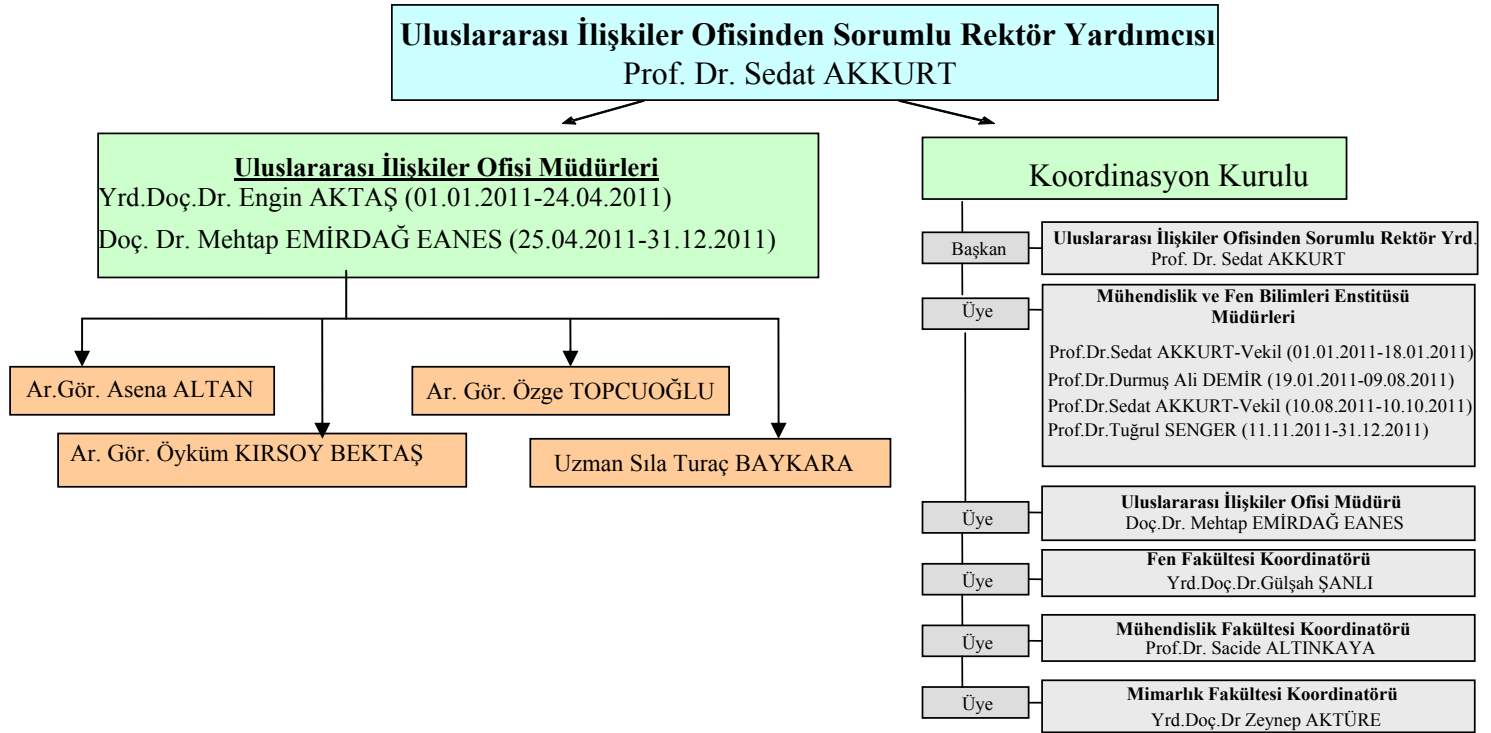 Uluslararası İlişkiler Ofisinden Sorumlu Rektör Yardımcısı
Prof. Dr. Sedat AKKURT
Uluslararası İlişkiler Ofisi Müdürleri
Yrd.Doç.Dr. Engin AKTAŞ (01.01.2011-24.04.2011)
Doç. Dr. Mehtap EMİRDAĞ EANES (25.04.2011-31.12.2011)
Ar.Gör. Asena ALTAN
Ar. Gör. Özge TOPCUOĞLU
Ar. Gör. Öyküm KIRSOY BEKTAŞ
Uzman Sıla Turaç BAYKARA
Koordinasyon Kurulu
Başkan
Uluslararası İlişkiler Ofisinden Sorumlu Rektör Yrd.
Prof. Dr. Sedat AKKURT
Üye
Mühendislik ve Fen Bilimleri Enstitüsü
Müdürleri
Prof.Dr.Sedat AKKURT-Vekil (01.01.2011-18.01.2011)
Prof.Dr.Durmuş Ali DEMİR (19.01.2011-09.08.2011)
Prof.Dr.Sedat AKKURT-Vekil (10.08.2011-10.10.2011)
Prof.Dr.Tuğrul SENGER (11.11.2011-31.12.2011)
Üye
Uluslararası İlişkiler Ofisi Müdürü
Doç.Dr. Mehtap EMİRDAĞ EANES
Üye
Fen Fakültesi Koordinatörü
Yrd.Doç.Dr.Gülşah ŞANLI
Üye
Mühendislik Fakültesi Koordinatörü
Prof.Dr. Sacide ALTINKAYA
Üye
Mimarlık Fakültesi Koordinatörü
Yrd.Doç.Dr Zeynep AKTÜRE